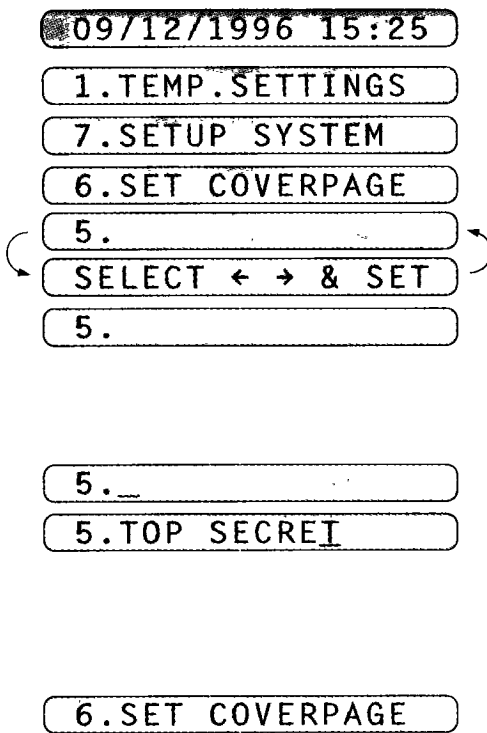 09/12/1996 15:25
1.TEMP.SETTINGS
7.SETUP SYSTEM
6.SET COVERPAGE
5.
SELECT ← → & SET
5.
5._
5.TOP SECRET
6.SET COVERPAGE